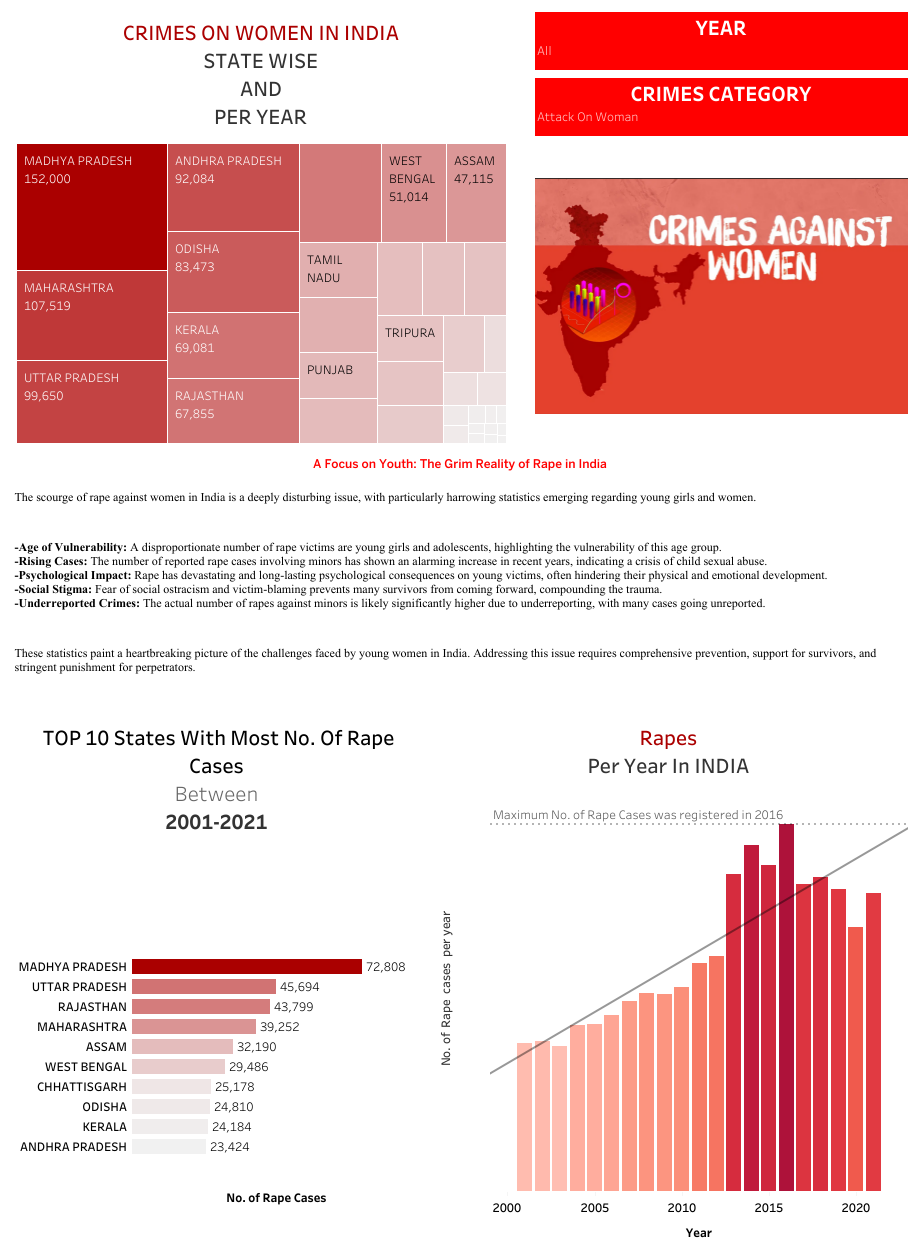 CRIMES ON WOMEN IN INDIA
STATE WISE
AND
PER YEAR
YEAR
All
CRIMES CATEGORY
Attack On Woman
MADHYA PRADESH
152,000
MAHARASHTRA
107,519
UTTAR PRADESH
99,650
ANDHRA PRADESH
92,084
ODISHA
83,473
KERALA
69,081
RAJASTHAN
67,855
WEST
BENGAL
51,014
ASSAM
47,115
TAMIL
NADU
TRIPURA
PUNJAB
CRIMES AGAINST
WOMEN
A Focus on Youth: The Grim Reality of Rape in India
The scourge of rape against women in India is a deeply disturbing issue, with particularly harrowing statistics emerging regarding young girls and women.
-Age of Vulnerability: A disproportionate number of rape victims are young girls and adolescents, highlighting the vulnerability of this age group.
-Rising Cases: The number of reported rape cases involving minors has shown an alarming increase in recent years, indicating a crisis of child sexual abuse.
-Psychological Impact: Rape has devastating and long-lasting psychological consequences on young victims, often hindering their physical and emotional development.
-Social Stigma: Fear of social ostracism and victim-blaming prevents many survivors from coming forward, compounding the trauma.
-Underreported Crimes: The actual number of rapes against minors is likely significantly higher due to underreporting, with many cases going unreported.
These statistics paint a heartbreaking picture of the challenges faced by young women in India. Addressing this issue requires comprehensive prevention, support for survivors, and
stringent punishment for perpetrators.
TOP 10 States With Most No. Of Rape
Cases
Between
2001-2021
MADHYA PRADESH 72,808
UTTAR PRADESH 45,694
RAJASTHAN 43,799
MAHARASHTRA 39,252
ASSAM 32,190
WEST BENGAL 29,486
CHHATTISGARH 25,178
ODISHA 24,810
KERALA 24,184
ANDHRA PRADESH 23,424
No. of Rape Cases
Rapes
Per Year In INDIA
Maximum No. of Rape Cases was registered in 2016
No. of Rape cases per year
2000 2005 2010 2015 2020
Year